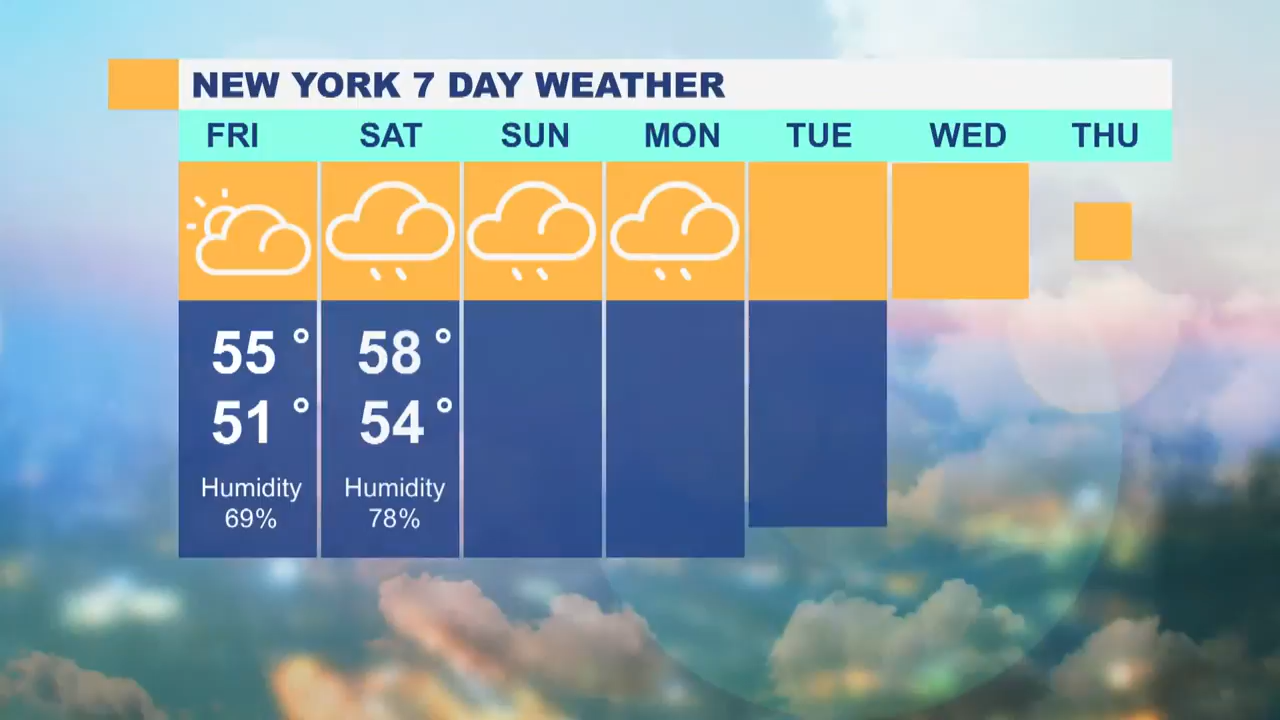 NEW YORK 7 DAY WEATHER
FRI SAT SUN MON TUE WED THU
55° 58°
51° 54°
Humidity Humidity
69% 78%